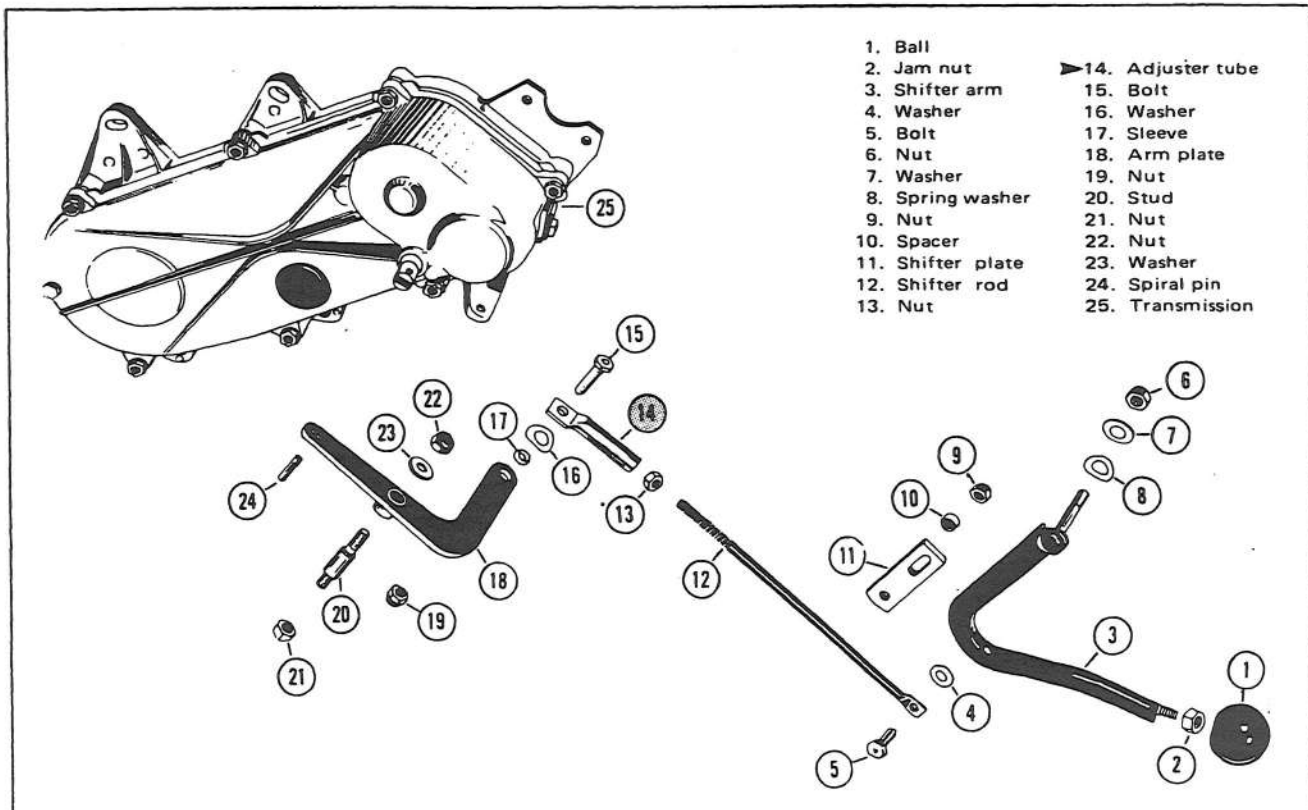 1. Ball
2. Jam nut
3. Shifter arm
4. Washer
5. Bolt
6. Nut
7. Washer
8. Spring washer
9. Nut
10. Spacer
11. Shifter plate
12. Shifter rod
13. Nut
14. Adjuster tube
15. Bolt
16. Washer
17. Sleeve
18. Arm plate
19. Nut
20. Stud
21. Nut
22. Nut
23. Washer
24. Spiral pin
25. Transmission
25
15
6
22
14
7
17
23
9
16
8
24
13
10
11
12
18
20
19
3
21
1
4
5
2